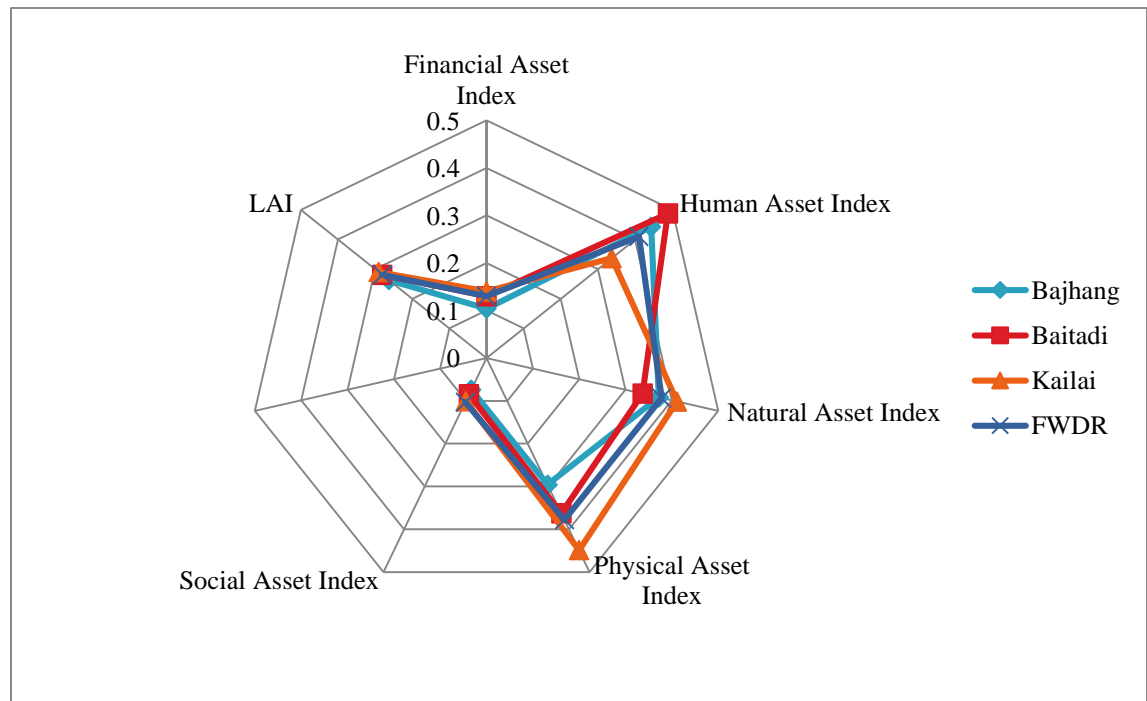 Financial Asset
Index
0.5
0.4
0.3
0.2
0.1
0
LAI
Human Asset Index
Natural Asset Index
Physical Asset
Index
Social Asset Index
Bajhang
Baitadi
Kailai
FWDR